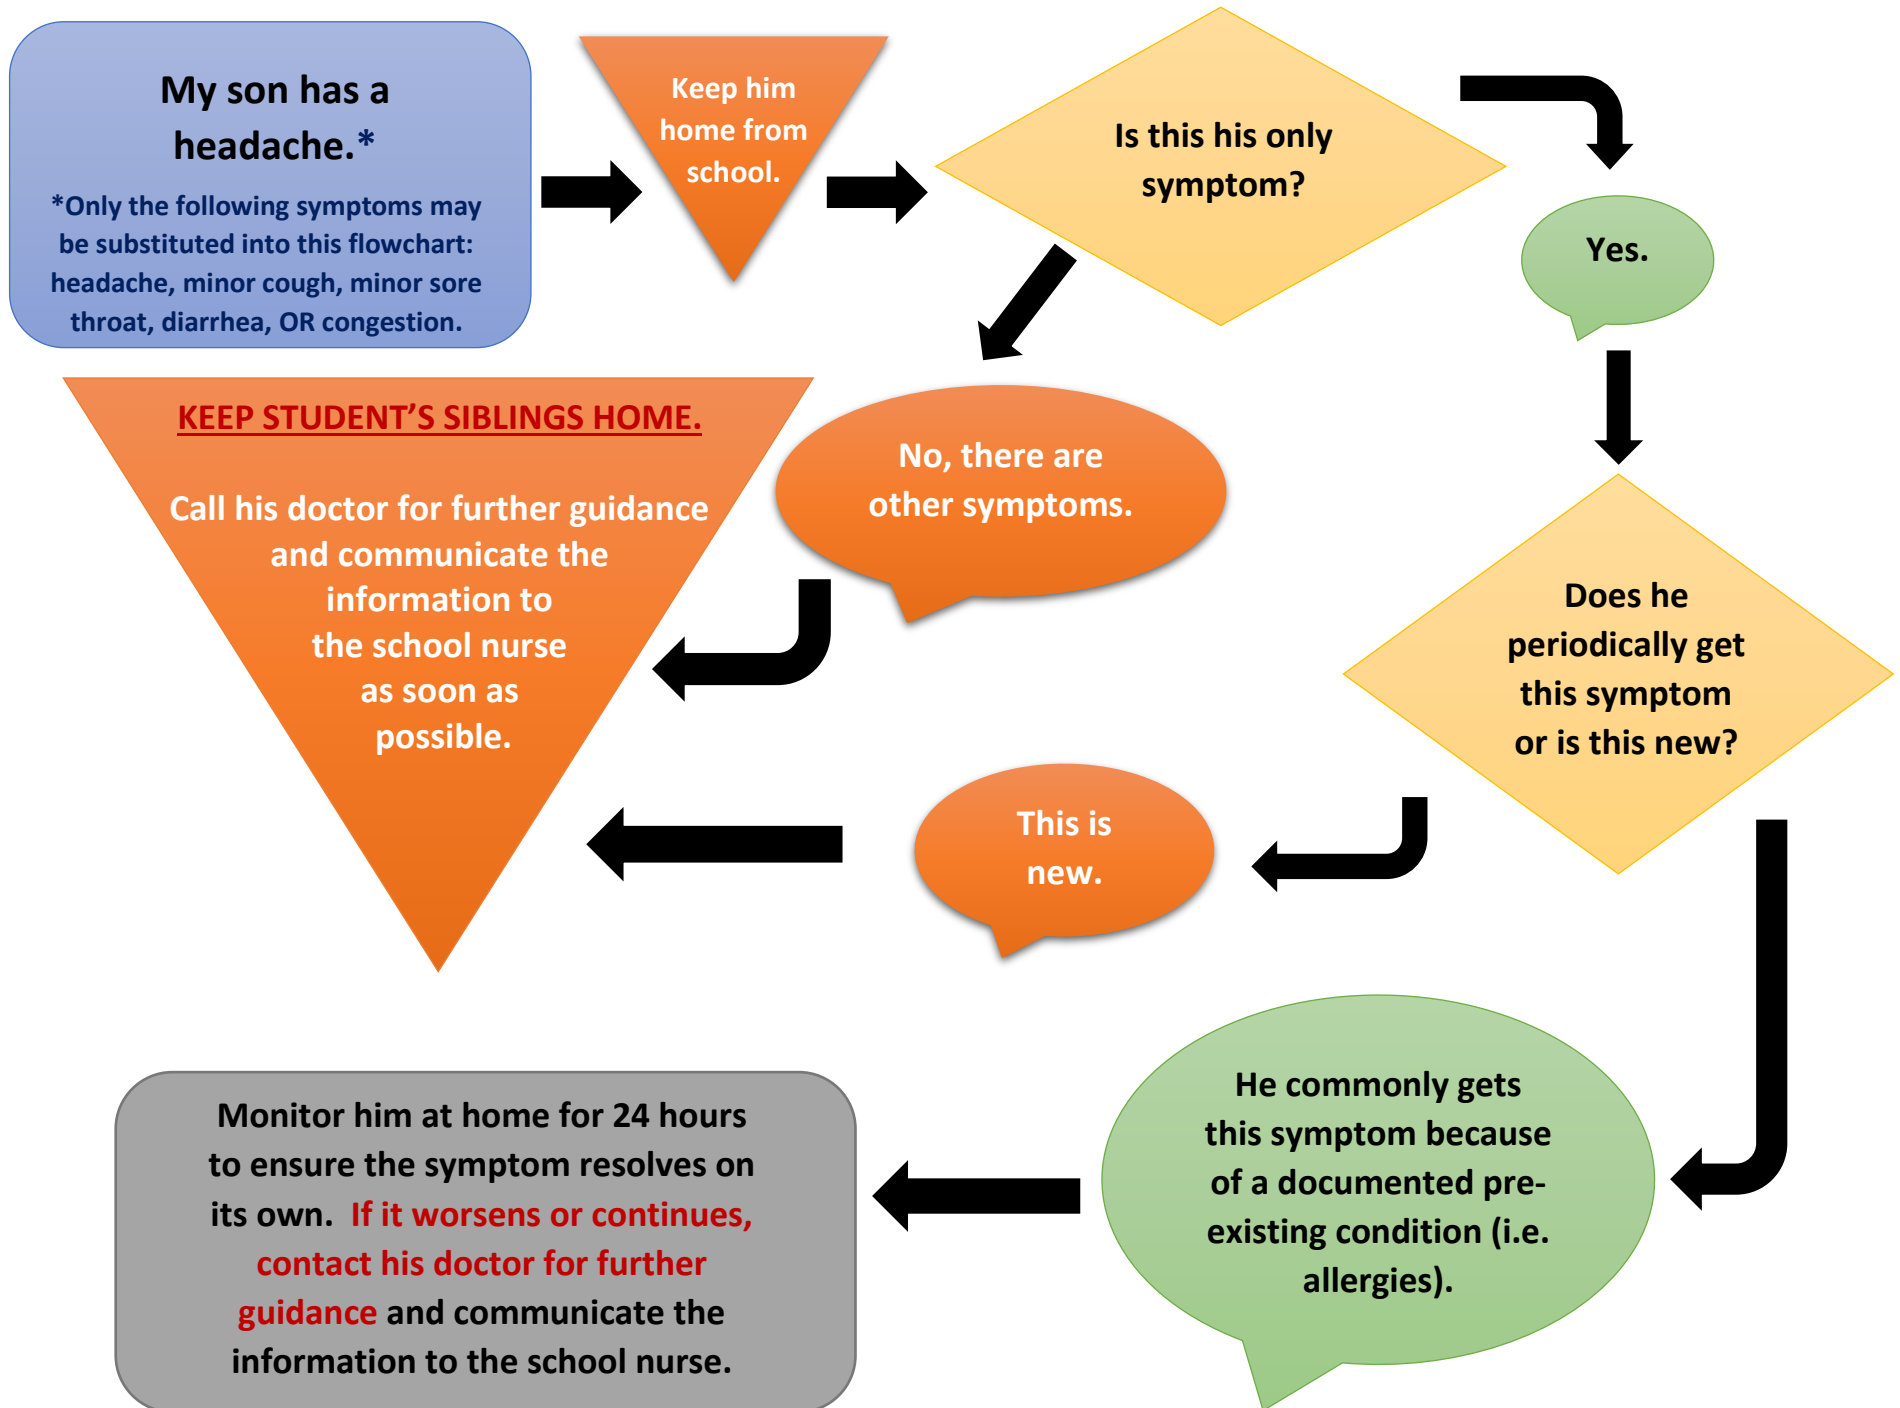 My son has a
headache.*
*Only the following symptoms may
be substituted into this flowchart:
headache, minor cough, minor sore
throat, diarrhea, OR congestion.
Keep him
home from
school.
Is this his only
symptom?
Yes.
No, there are
other symptoms.
KEEP STUDENT’S SIBLINGS HOME.
Call his doctor for further guidance
and communicate the
information to
the school nurse
as soon as
possible.
Does he
periodically get
this symptom
or is this new?
This is
new.
He commonly gets
this symptom because
of a documented pre-
existing condition (i.e.
allergies).
Monitor him at home for 24 hours
to ensure the symptom resolves on
its own.  If it worsens or continues,
contact his doctor for further
guidance and communicate the
information to the school nurse.